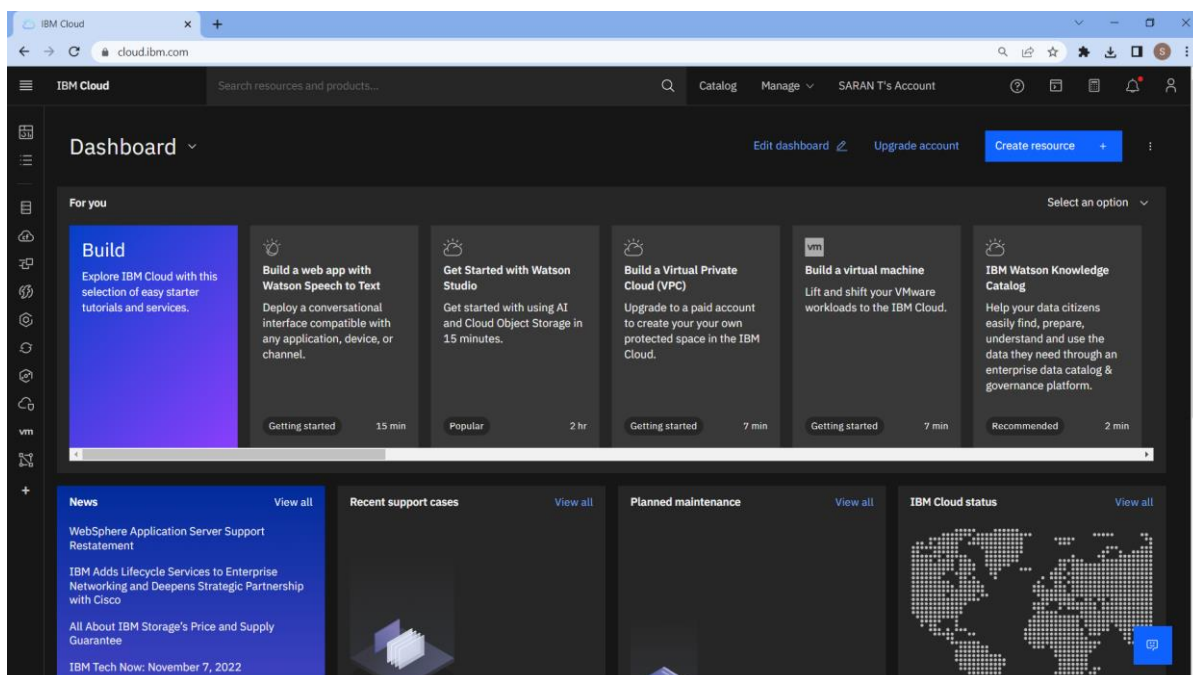 IBM Cloud
cloud.ibm.com
S
IBM Cloud
Search resources and products...
Catalog
Manage
SARAN T's Account
Dashboard
Edit dashboard
Upgrade account
Create resource +
For you
Select an option
Build
Explore IBM Cloud with this
selection of easy starter
tutorials and services.
Build a web app with
Watson Speech to Text
Deploy a conversational
interface compatible with
any application, device, or
channel.
Getting started
15 min
Get Started with Watson
Studio
Get started with using AI
and Cloud Object Storage in
15 minutes.
Popular
2 hr
Build a Virtual Private
Cloud (VPC)
Upgrade to a paid account
to create your your own
protected space in the IBM
Cloud.
Getting started
7 min
vm
Build a virtual machine
Lift and shift your VMware
workloads to the IBM Cloud.
Getting started
7 min
IBM Watson Knowledge
Catalog
Help your data citizens
easily find, prepare,
understand and use the
data they need through an
enterprise data catalog &
governance platform.
Recommended
2 min
vm
News
View all
WebSphere Application Server Support
Restatement
IBM Adds Lifecycle Services to Enterprise
Networking and Deepens Strategic Partnership
with Cisco
All About IBM Storage's Price and Supply
Guarantee
IBM Tech Now: November 7, 2022
Recent support cases
View all
Planned maintenance
View all
IBM Cloud status
View all